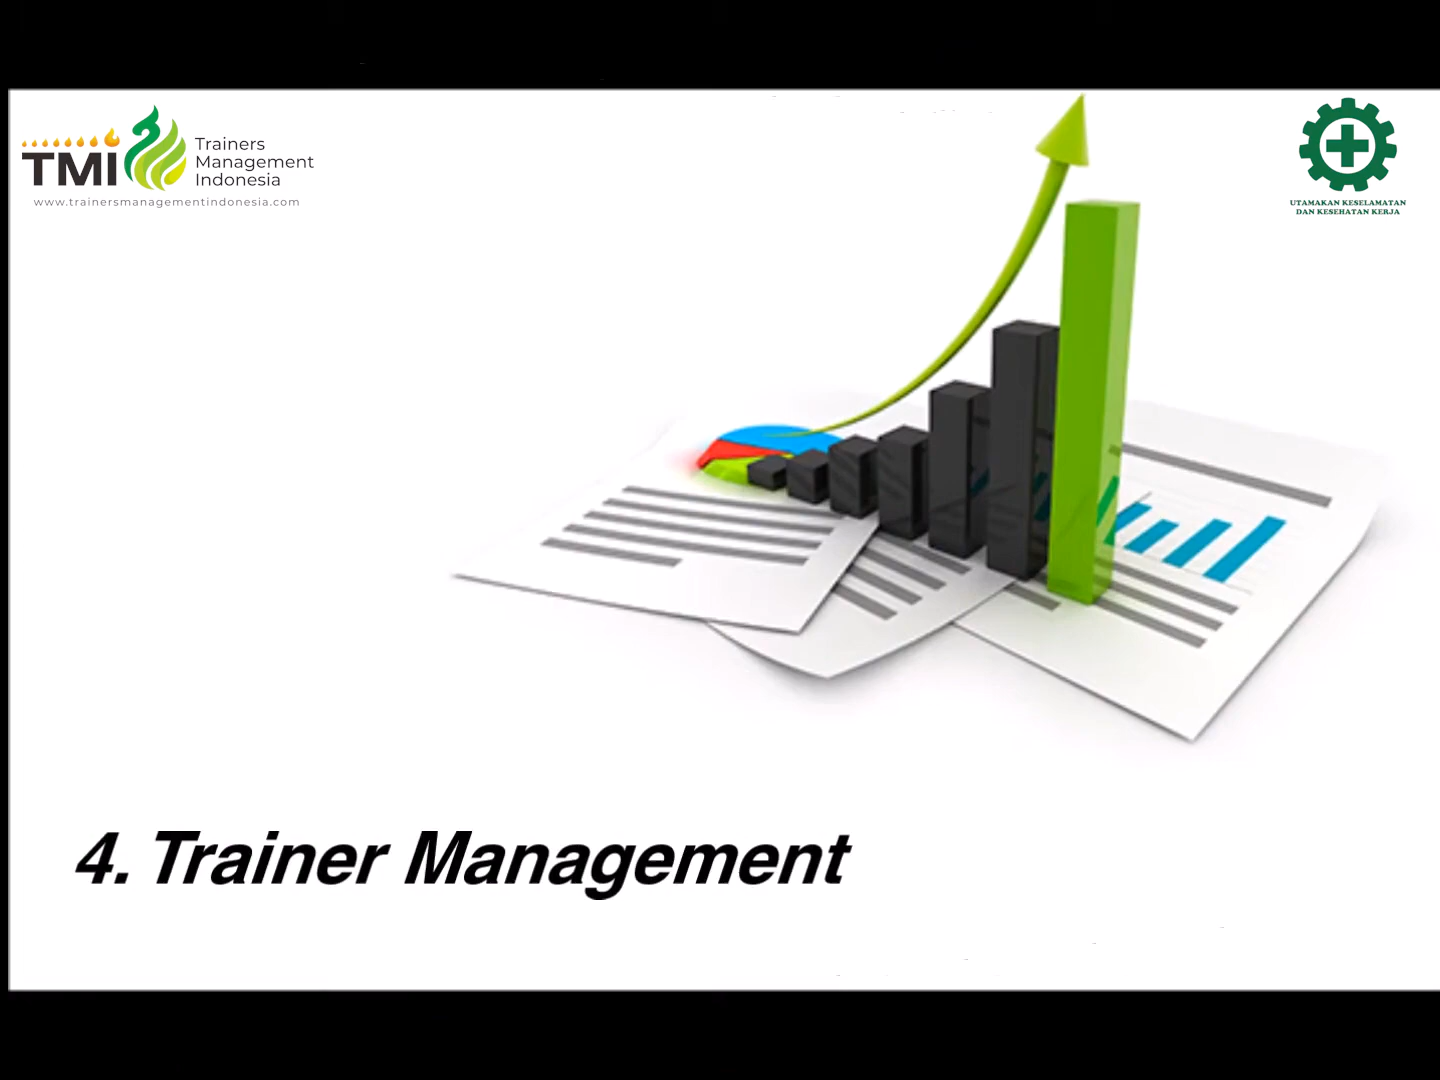 TMI
Trainers
Management
Indonesia
www.trainersmanagementindonesia.com
UTAMAKAN KESELAMATAN
DAN KESEHATAN KERJA
4. Trainer Management